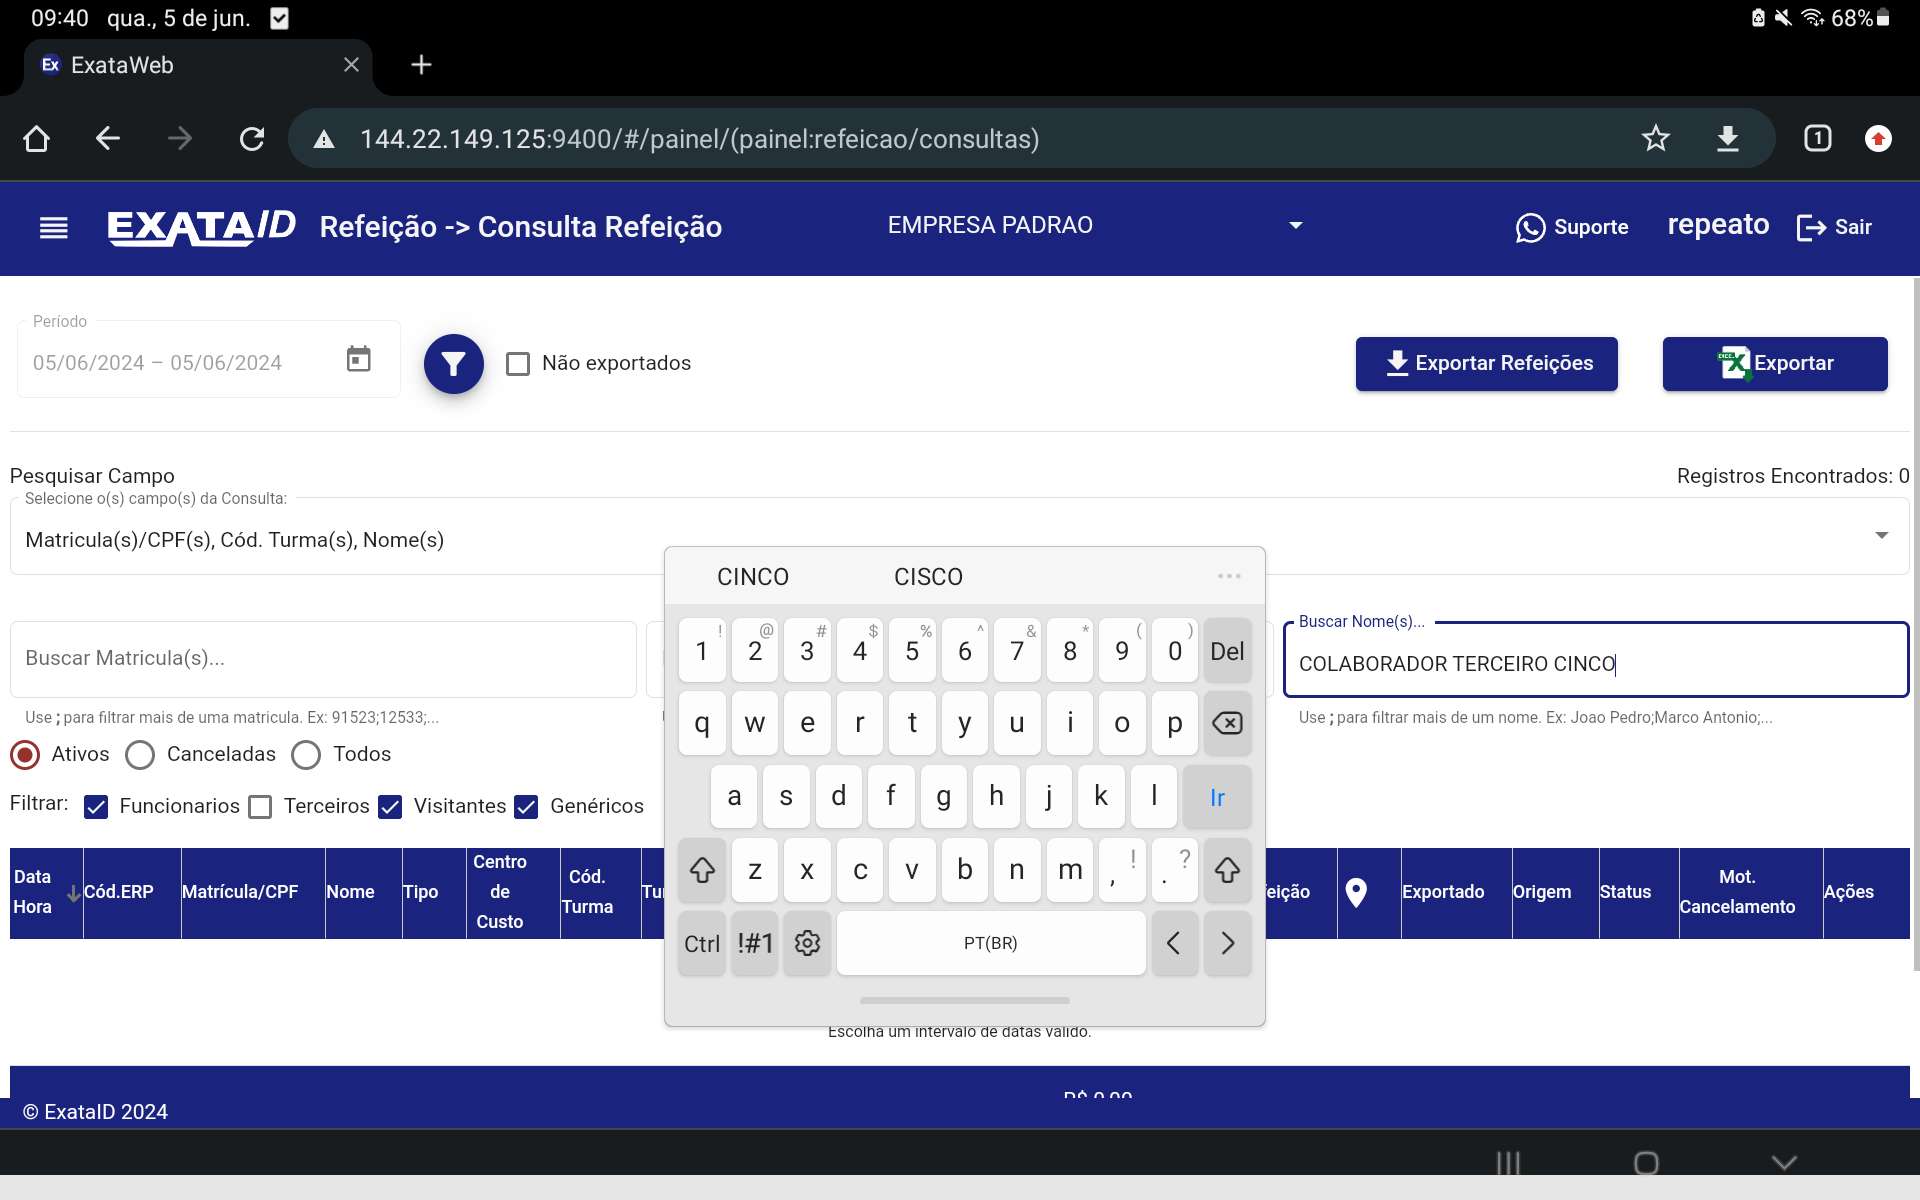 09:40 qua., 5 de jun. 68%
Ex ExataWeb
144.22.149.125:9400/#/painel/(painel:refeicao/consultas) 1
EXATAID Refeição -> Consulta Refeição EMPRESA PADRAO Suporte repeato Sair
Período
05/06/2024 – 05/06/2024 Não exportados Exportar Refeições Exportar
Pesquisar Campo Registros Encontrados: 0
Selecione o(s) campo(s) da Consulta:
Matricula(s)/CPF(s), Cód. Turma(s), Nome(s)
CINCO CISCO ...
Buscar Nome(s)...
Buscar Matricula(s)... COLABORADOR TERCEIRO CINCO
Use ; para filtrar mais de uma matricula. Ex: 91523;12533;... Use ; para filtrar mais de um nome. Ex: Joao Pedro;Marco Antonio;...
! @ # $ % ^ & * ( )
1 2 3 4 5 6 7 8 9 0 Del
q w e r t y u i o p
a s d f g h j k l Ir
z x c v b n m , ! . ?
Ctrl !#1 PT(BR) < >
Ativos Canceladas Todos
Filtrar: Funcionarios Terceiros Visitantes Genéricos
Data Hora Cód.ERP Matrícula/CPF Nome Tipo Centro de Custo Cód. Turma Tu eição Exportado Origem Status Mot. Cancelamento Ações
Escolha um intervalo de datas válido.
R$ 0,00
© ExataID 2024